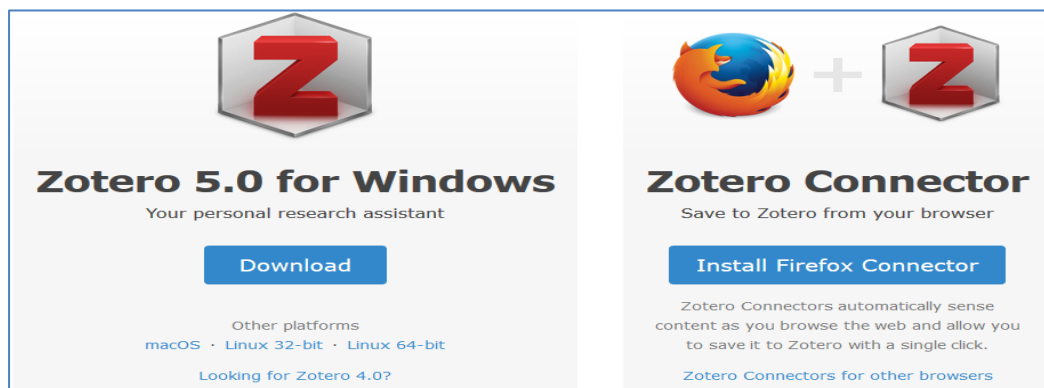 Z
Zotero 5.0 for Windows
Your personal research assistant
Download
Other platforms
macOS · Linux 32-bit · Linux 64-bit
Looking for Zotero 4.0?
+ Z
Zotero Connector
Save to Zotero from your browser
Install Firefox Connector
Zotero Connectors automatically sense
content as you browse the web and allow you
to save it to Zotero with a single click.
Zotero Connectors for other browsers